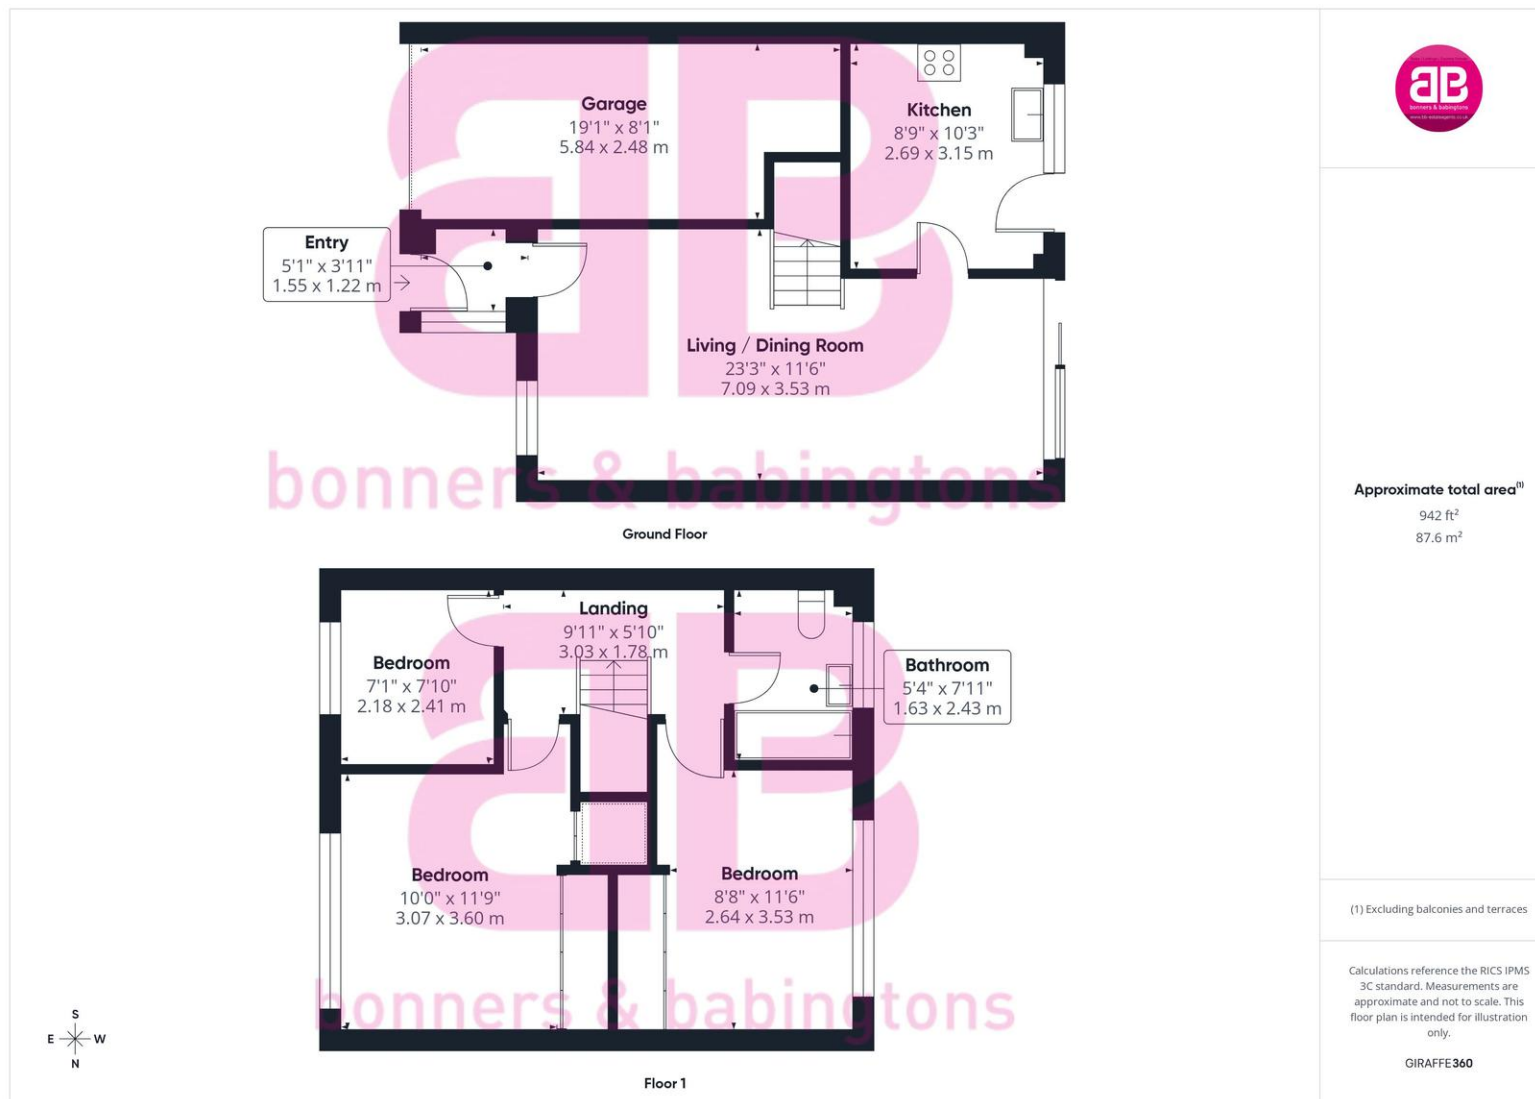 Garage
19'1" x 8'1"
5.84 x 2.48 m
Kitchen
8'9" x 10'3"
2.69 x 3.15 m
Entry
5'1" x 3'11"
1.55 x 1.22 m
Living / Dining Room
23'3" x 11'6"
7.09 x 3.53 m
bonners & babingtons
Ground Floor
Landing
9'11" x 5'10"
3.03 x 1.78 m
Bedroom
7'1" x 7'10"
2.18 x 2.41 m
Bathroom
5'4" x 7'11"
1.63 x 2.43 m
Bedroom
10'0" x 11'9"
3.07 x 3.60 m
Bedroom
8'8" x 11'6"
2.64 x 3.53 m
bonners & babingtons
Floor 1
S
E W
N
BB
bonners & babingtons
Approximate total area(1)
942 ft²
87.6 m²
(1) Excluding balconies and terraces
Calculations reference the RICS IPMS
3C standard. Measurements are
approximate and not to scale. This
floor plan is intended for illustration
only.
GIRAFFE360